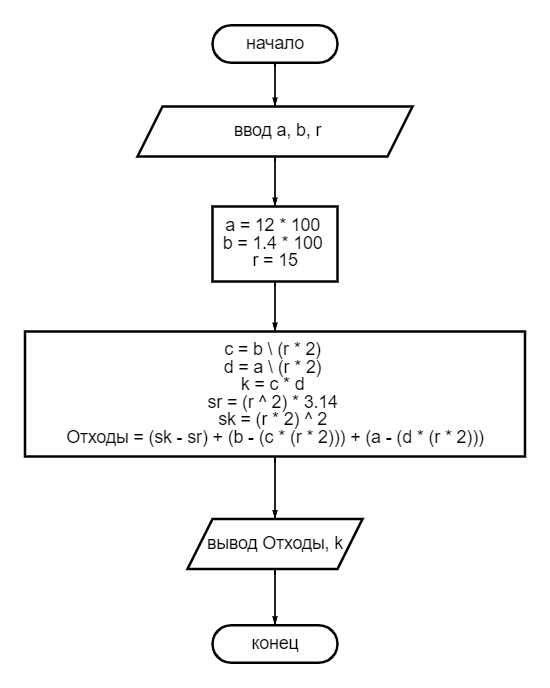 начало
ввод a, b, r
a = 12 * 100
b = 1.4 * 100
r = 15
c = b \ (r * 2)
d = a \ (r * 2)
k = c * d
sr = (r ^ 2) * 3.14
sk = (r * 2) ^ 2
Отходы = (sk - sr) + (b - (c * (r * 2))) + (a - (d * (r * 2)))
вывод Отходы, k
конец